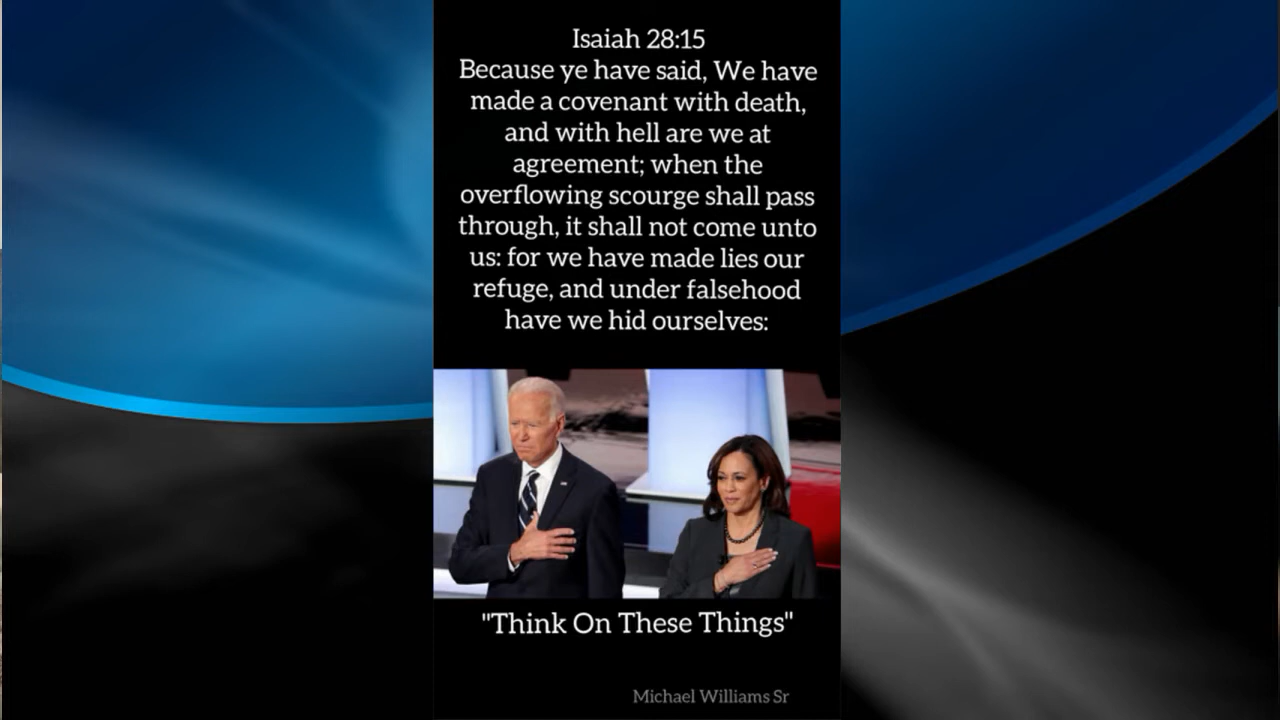 Isaiah 28:15
Because ye have said, We have
made a covenant with death,
and with hell are we at
agreement; when the
overflowing scourge shall pass
through, it shall not come unto
us: for we have made lies our
refuge, and under falsehood
have we hid ourselves:
"Think On These Things"
Michael Williams Sr